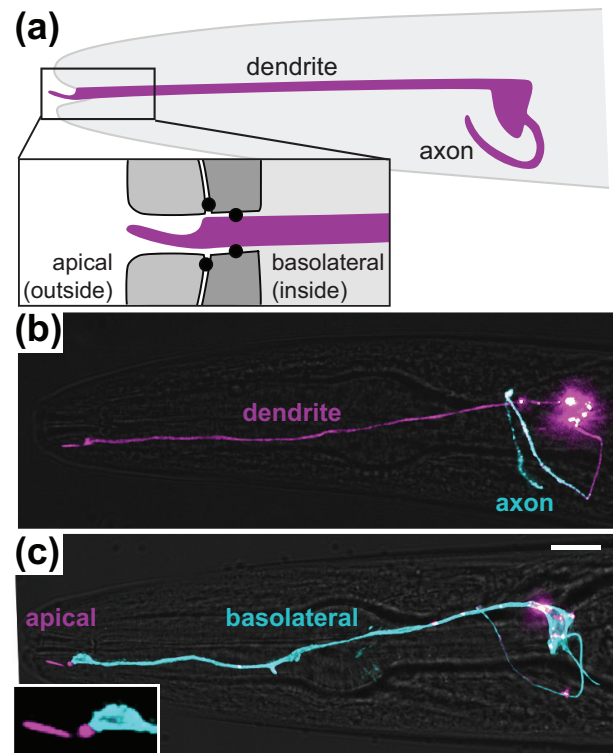 (a)
dendrite
axon
apical
(outside)
basolateral
(inside)
(b)
dendrite
axon
(c)
apical
basolateral